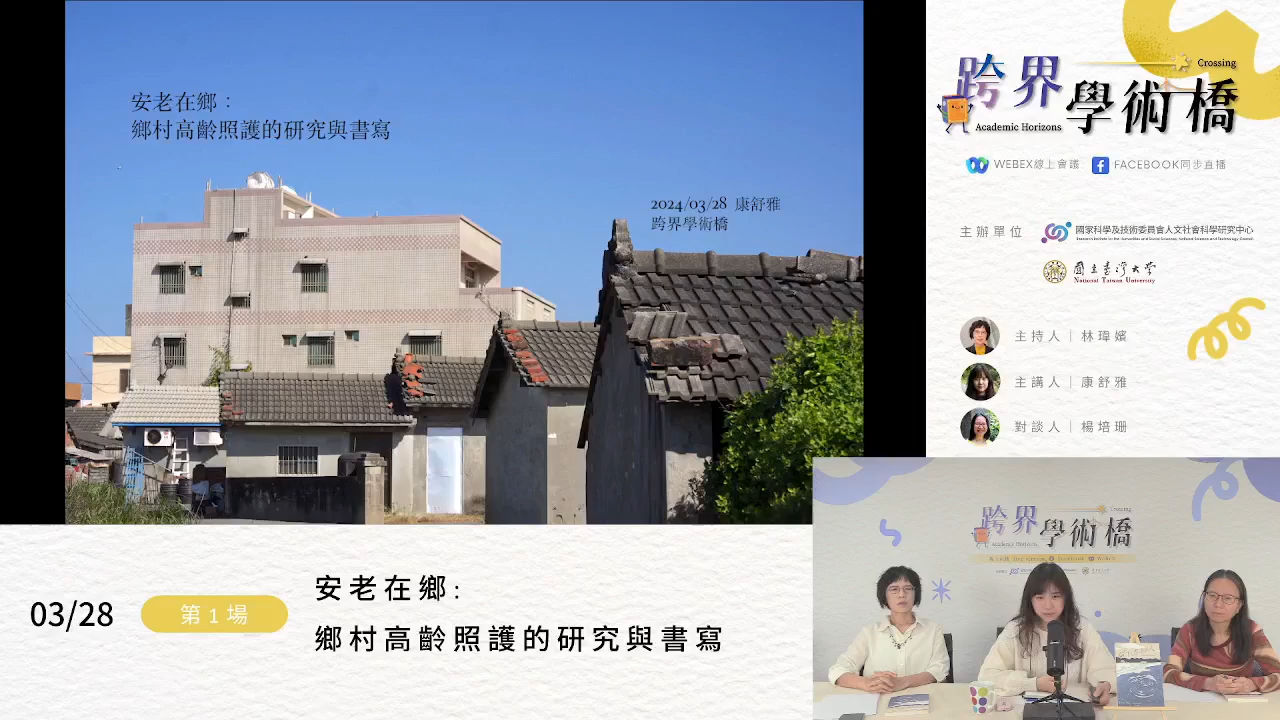 安老在鄉：
鄉村高齡照護的研究與書寫
2024/03/28 康舒雅
跨界學術橋
跨界
Crossing
學術橋
Academic Horizons
WEBEX線上會議
FACEBOOK同步直播
主辦單位
國家科學及技術委員會人文社會科學研究中心
國立臺灣大學
National Taiwan University
主持人｜林瑋嬪
主講人｜康舒雅
對談人｜楊培珊
03/28
第1場
安老在鄉:
鄉村高齡照護的研究與書寫
跨界
Crossing
學術橋
Academic Horizons